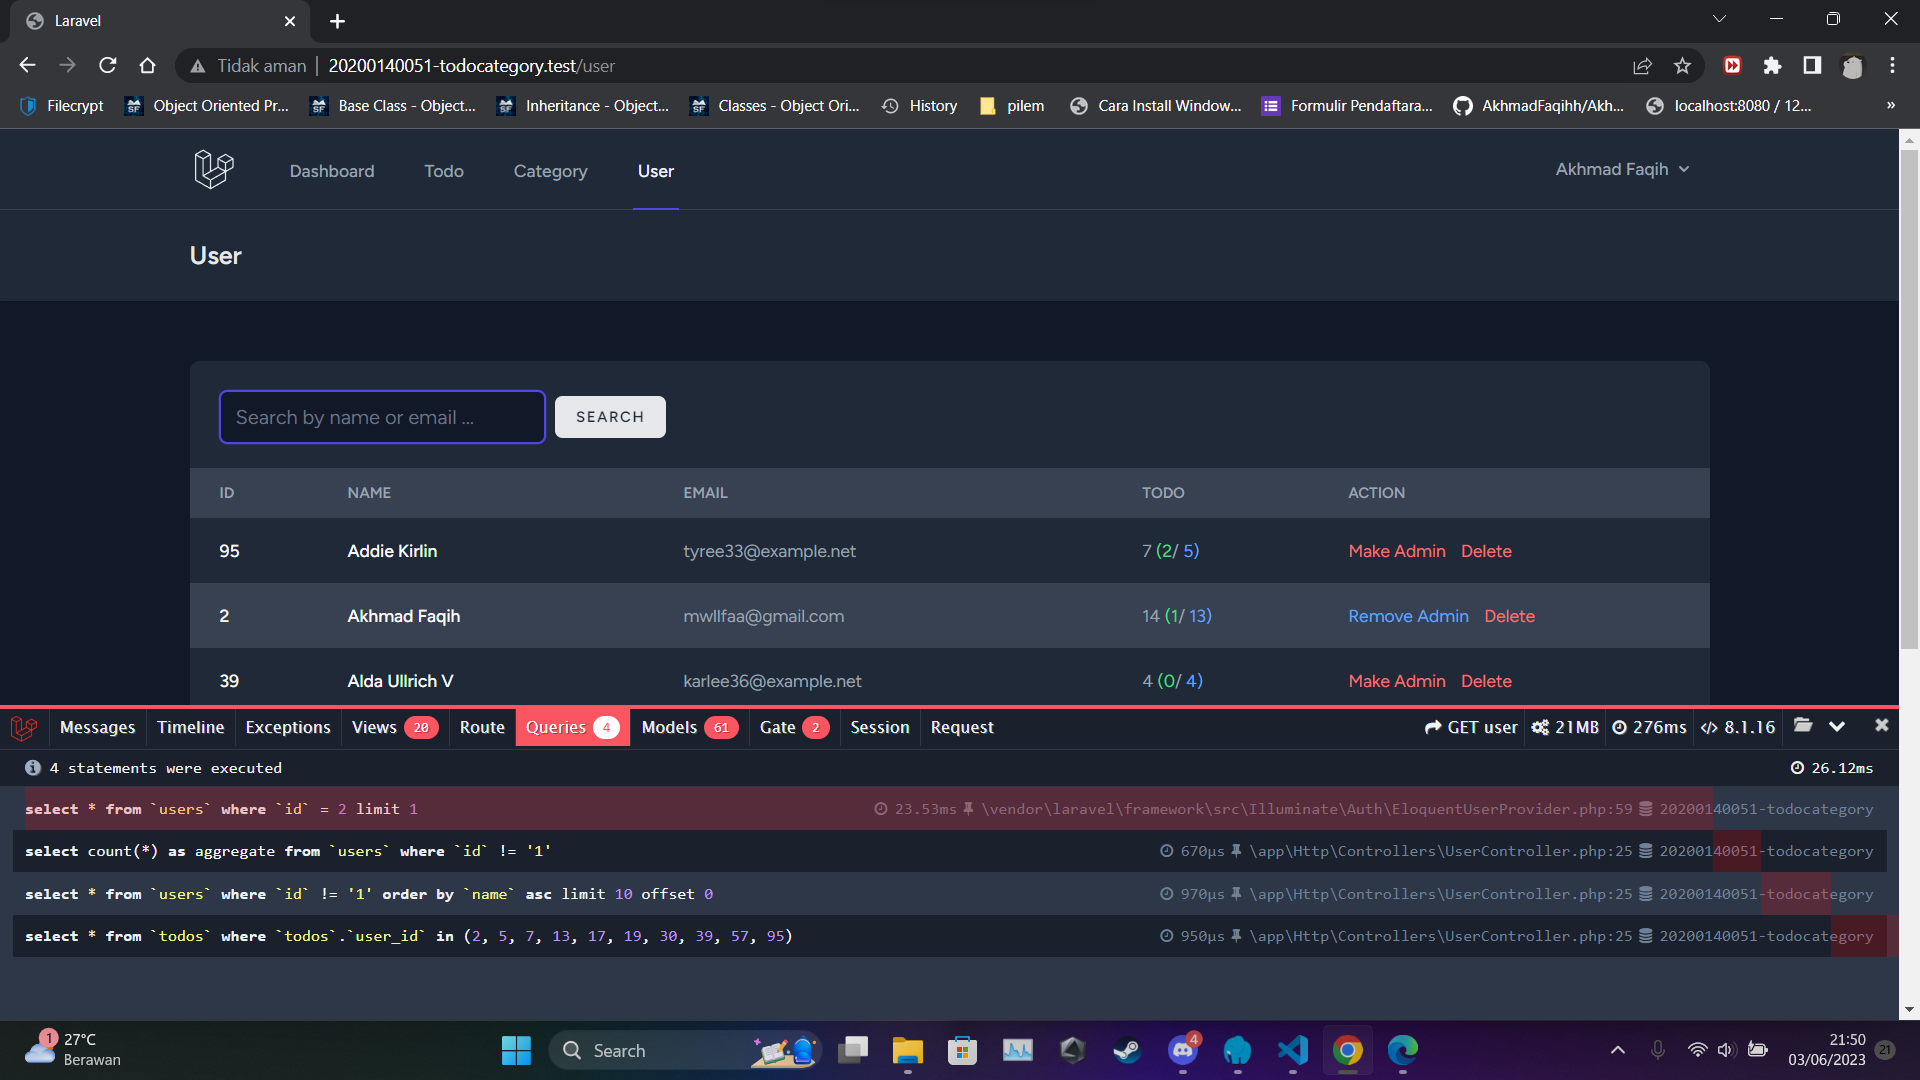 Laravel
Tidak aman | 20200140051-todocategory.test/user
Filecrypt Object Oriented Pr... Base Class - Object... Inheritance - Object... Classes - Object Ori... History pilem Cara Install Window... Formulir Pendaftara... AkhmadFaqihh/Akh... localhost:8080 / 12... »
Dashboard Todo Category User Akhmad Faqih
User
Search by name or email ... SEARCH
ID NAME EMAIL TODO ACTION
95 Addie Kirlin tyree33@example.net 7 (2/ 5) Make Admin Delete
2 Akhmad Faqih mwllfaa@gmail.com 14 (1/ 13) Remove Admin Delete
39 Alda Ullrich V karlee36@example.net 4 (0/ 4) Make Admin Delete
Messages Timeline Exceptions Views 20 Route Queries 4 Models 61 Gate 2 Session Request GET user 21MB 276ms 8.1.16
4 statements were executed 26.12ms
select * from `users` where `id` = 2 limit 1 23.53ms \vendor\laravel\framework\src\Illuminate\Auth\EloquentUserProvider.php:59 20200140051-todocategory
select count(*) as aggregate from `users` where `id` != '1' 670μs \app\Http\Controllers\UserController.php:25 20200140051-todocategory
select * from `users` where `id` != '1' order by `name` asc limit 10 offset 0 970μs \app\Http\Controllers\UserController.php:25 20200140051-todocategory
select * from `todos` where `todos`.`user_id` in (2, 5, 7, 13, 17, 19, 30, 39, 57, 95) 950μs \app\Http\Controllers\UserController.php:25 20200140051-todocategory
1 27°C
Berawan
Search
4
21:50
03/06/2023
21